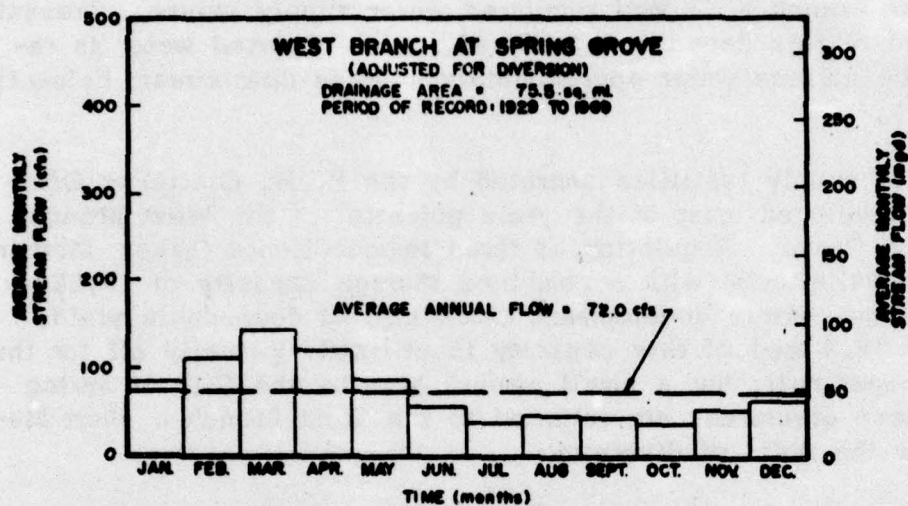 WEST BRANCH AT SPRING GROVE
(ADJUSTED FOR DIVERSION)
DRAINAGE AREA = 75.5 sq. mi.
PERIOD OF RECORD: 1929 TO 1969
AVERAGE ANNUAL FLOW - 72.0 cfs
AVERAGE MONTHLY
STREAM FLOW (cfs)
500
400
300
200
100
0
AVERAGE MONTHLY
STREAM FLOW (mgd)
300
250
200
150
100
50
0
JAN. FEB. MAR. APR. MAY JUN. JUL. AUG SEPT. OCT. NOV. DEC.
TIME (months)